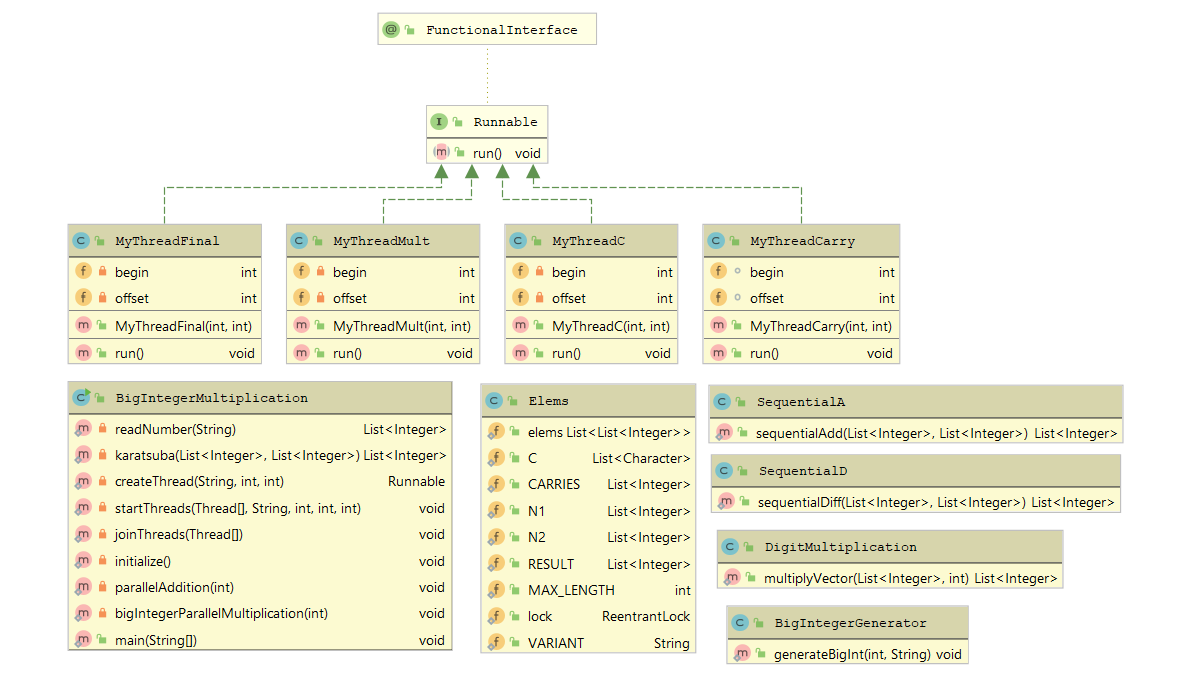 FunctionalInterface
Runnable
run() void
MyThreadFinal
begin int
offset int
MyThreadFinal(int, int)
run() void
MyThreadMult
begin int
offset int
MyThreadMult(int, int)
run() void
MyThreadC
begin int
offset int
MyThreadC(int, int)
run() void
MyThreadCarry
begin int
offset int
MyThreadCarry(int, int)
run() void
BigIntegerMultiplication
readNumber(String) List<Integer>
karatsuba(List<Integer>, List<Integer>) List<Integer>
createThread(String, int, int) Runnable
startThreads(Thread[], String, int, int, int) void
joinThreads(Thread[]) void
initialize() void
parallelAddition(int) void
bigIntegerParallelMultiplication(int) void
main(String[]) void
Elems
elems List<List<Integer>>
C List<Character>
CARRIES List<Integer>
N1 List<Integer>
N2 List<Integer>
RESULT List<Integer>
MAX_LENGTH int
lock ReentrantLock
VARIANT String
SequentialA
sequentialAdd(List<Integer>, List<Integer>) List<Integer>
SequentialD
sequentialDiff(List<Integer>, List<Integer>) List<Integer>
DigitMultiplication
multiplyVector(List<Integer>, int) List<Integer>
BigIntegerGenerator
generateBigInt(int, String) void